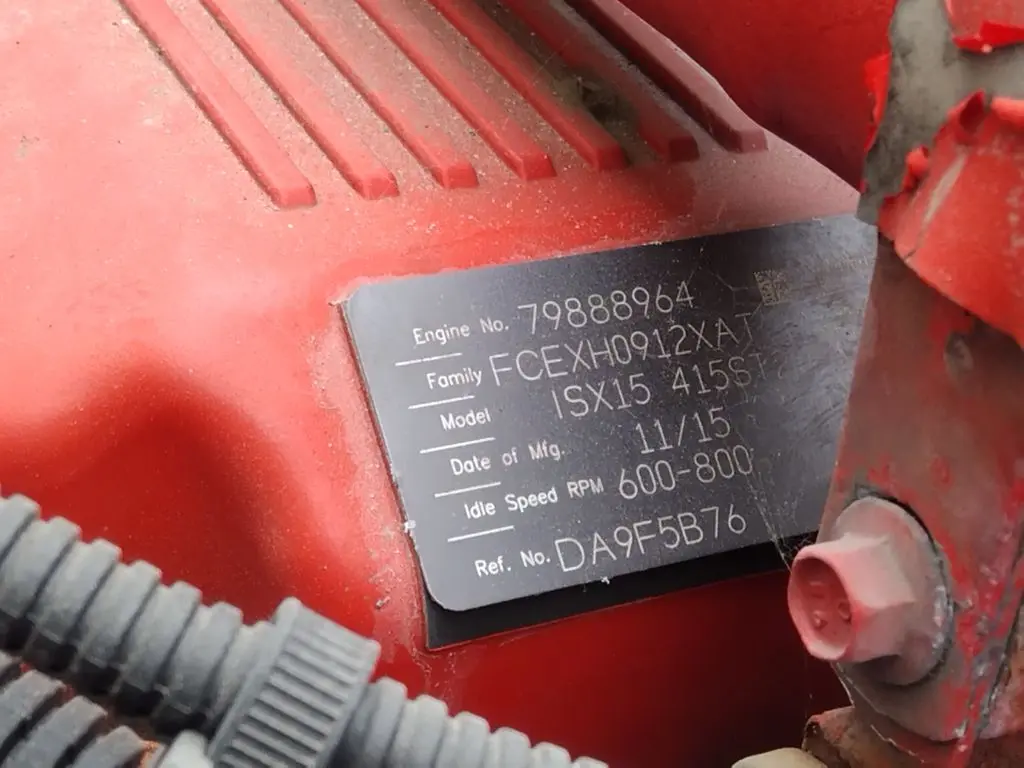 Engine No. 79888964
Family FCEXH0912XAT
Model ISX15 415ST2
Date of Mfg. 11/15
Idle Speed RPM 600-800
Ref. No. DA9F5B76